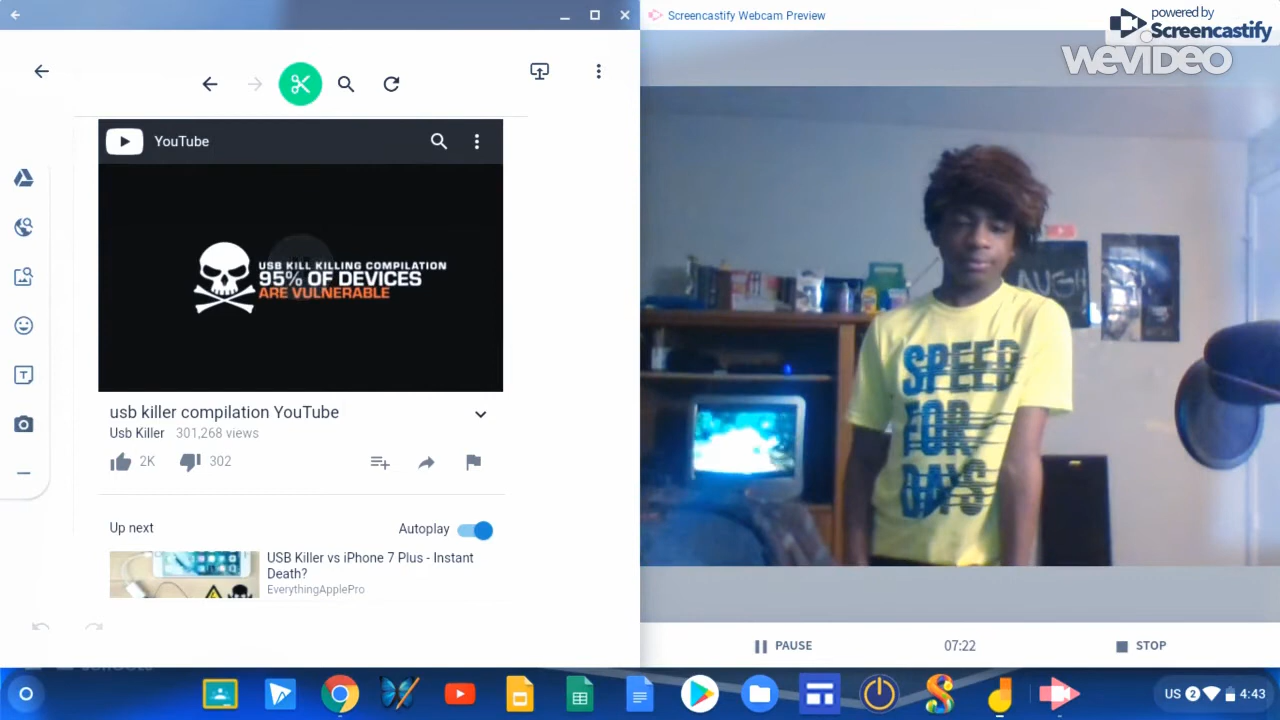 Screencastify Webcam Preview
powered by
Screencastify
WEVIDEO
YouTube
USB KILL KILLING COMPILATION
95% OF DEVICES
ARE VULNERABLE
usb killer compilation YouTube
Usb Killer 301,268 views
2K 302
Up next Autoplay
USB Killer vs iPhone 7 Plus - Instant
Death?
EverythingApplePro
SPEED
FOR
DAYS
LAUGH
PAUSE 07:22 STOP
US 2 4:43